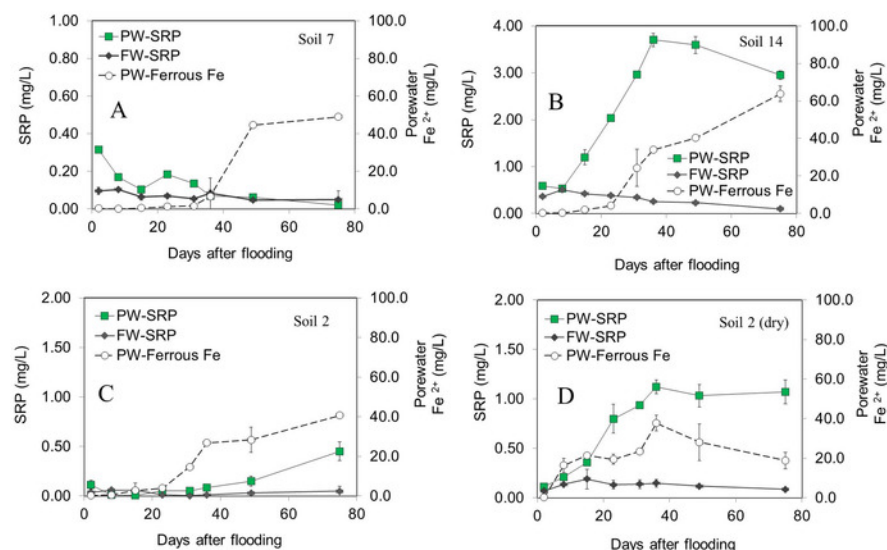 1.00
100.0
Soil 7
PW-SRP
FW-SRP
PW-Ferrous Fe
0.80
80.0
0.60
60.0
0.40
40.0
0.20
20.0
0.00
0.0
A
SRP (mg/L)
Porewater
Fe 2+ (mg/L)
0 20 40 60 80
Days after flooding
4.00
100.0
Soil 14
3.00
80.0
2.00
60.0
1.00
40.0
0.00
20.0
0.0
B
PW-SRP
FW-SRP
PW-Ferrous Fe
SRP (mg/L)
Porewater
Fe 2+ (mg/L)
0 20 40 60 80
Days after flooding
2.00
100.0
PW-SRP
Soil 2
FW-SRP
PW-Ferrous Fe
1.50
80.0
1.00
60.0
0.50
40.0
0.00
20.0
0.0
C
SRP (mg/L)
Porewater
Fe 2+ (mg/L)
0 20 40 60 80
Days after flooding
2.00
100.0
PW-SRP
Soil 2 (dry)
FW-SRP
PW-Ferrous Fe
1.50
80.0
1.00
60.0
0.50
40.0
0.00
20.0
0.0
D
SRP (mg/L)
Porewater
Fe 2+ (mg/L)
0 20 40 60 80
Days after flooding